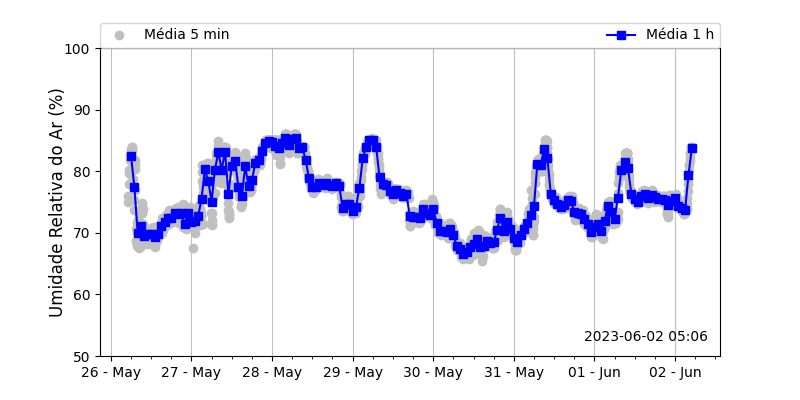 Média 5 min
Média 1 h
Umidade Relativa do Ar (%)
100
90
80
70
60
50
2023-06-02 05:06
26 - May
27 - May
28 - May
29 - May
30 - May
31 - May
01 - Jun
02 - Jun